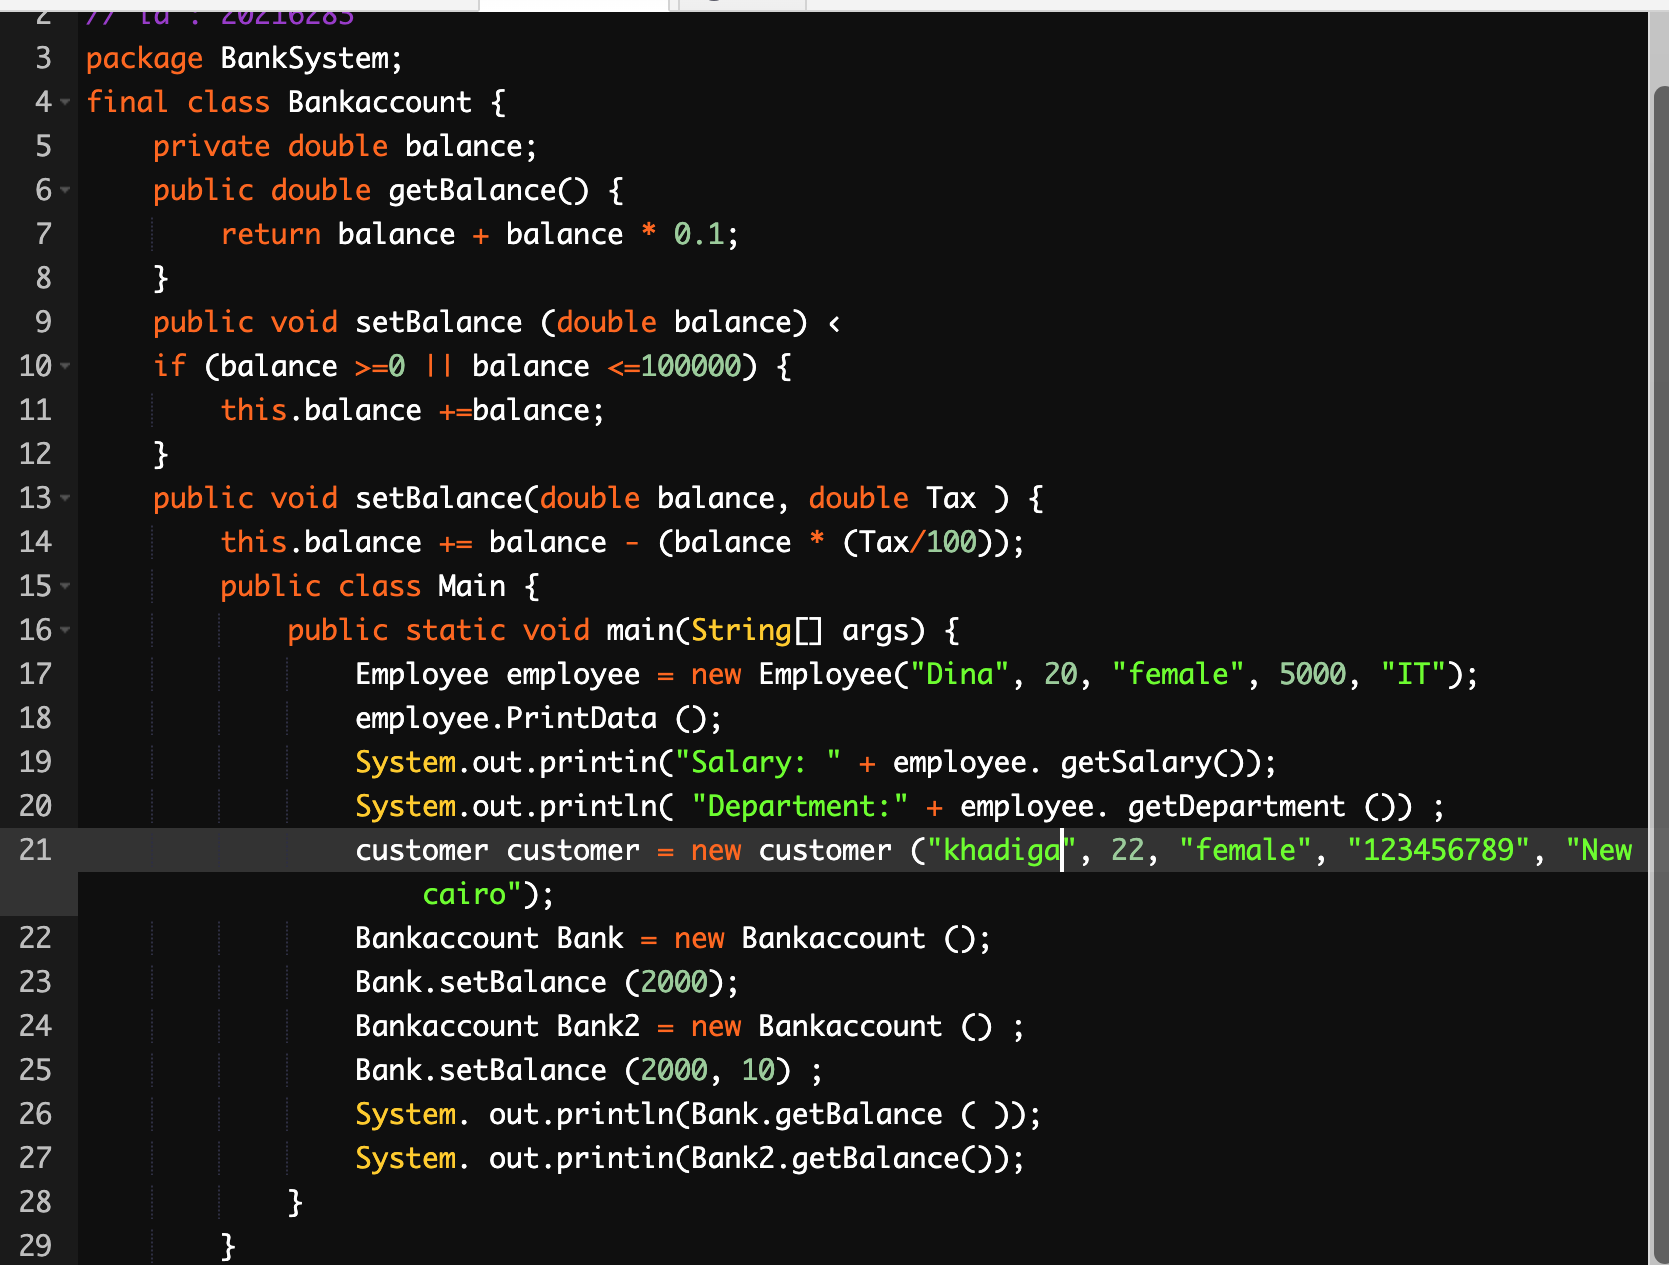 2 // id : 20216283
3 package BankSystem;
4 final class Bankaccount {
5 private double balance;
6 public double getBalance() {
7 return balance + balance * 0.1;
8 }
9 public void setBalance (double balance) <
10 if (balance >=0 || balance <=100000) {
11 this.balance +=balance;
12 }
13 public void setBalance(double balance, double Tax ) {
14 this.balance += balance - (balance * (Tax/100));
15 public class Main {
16 public static void main(String[] args) {
17 Employee employee = new Employee("Dina", 20, "female", 5000, "IT");
18 employee.PrintData ();
19 System.out.printin("Salary: " + employee. getSalary());
20 System.out.println( "Department:" + employee. getDepartment ()) ;
21 customer customer = new customer ("khadiga", 22, "female", "123456789", "New
cairo");
22 Bankaccount Bank = new Bankaccount ();
23 Bank.setBalance (2000);
24 Bankaccount Bank2 = new Bankaccount () ;
25 Bank.setBalance (2000, 10) ;
26 System. out.println(Bank.getBalance ( ));
27 System. out.printin(Bank2.getBalance());
28 }
29 }